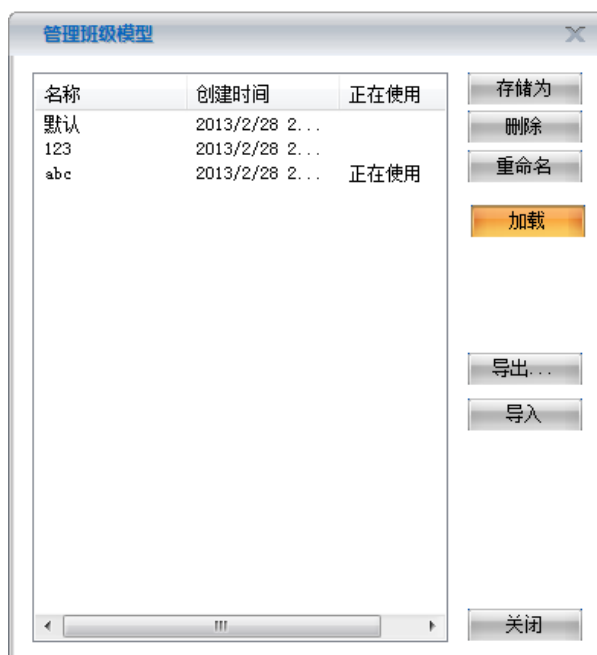 管理班级模型
名称 创建时间 正在使用
默认 2013/2/28 2...
123 2013/2/28 2...
abc 2013/2/28 2... 正在使用
存储为
删除
重命名
加载
导出...
导入
关闭